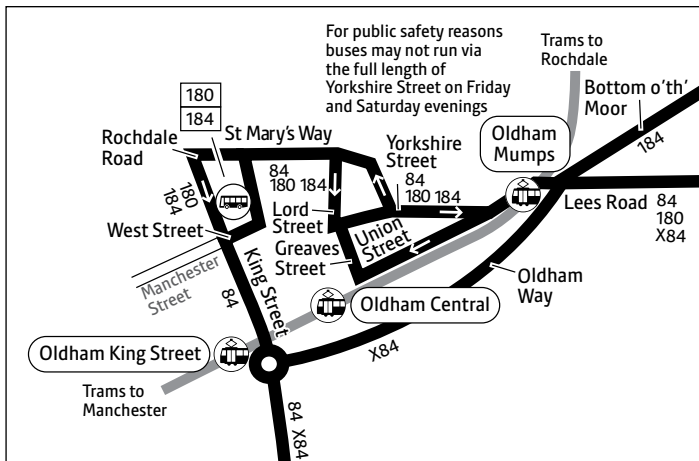 For public safety reasons
buses may not run via
the full length of
Yorkshire Street on Friday
and Saturday evenings
Trams to
Rochdale
Bottom o'th'
Moor
184
180
184
Rochdale
Road
St Mary's Way
Yorkshire
Street
84
180 184
Oldham
Mumps
84
180 184
180
184
Lord
Street
West Street
Union
Street
Greaves
Street
Lees Road
84
180
X84
Manchester
Street
84
King Street
Oldham
Way
Oldham Central
Oldham King Street
X84
Trams to
Manchester
84 X84